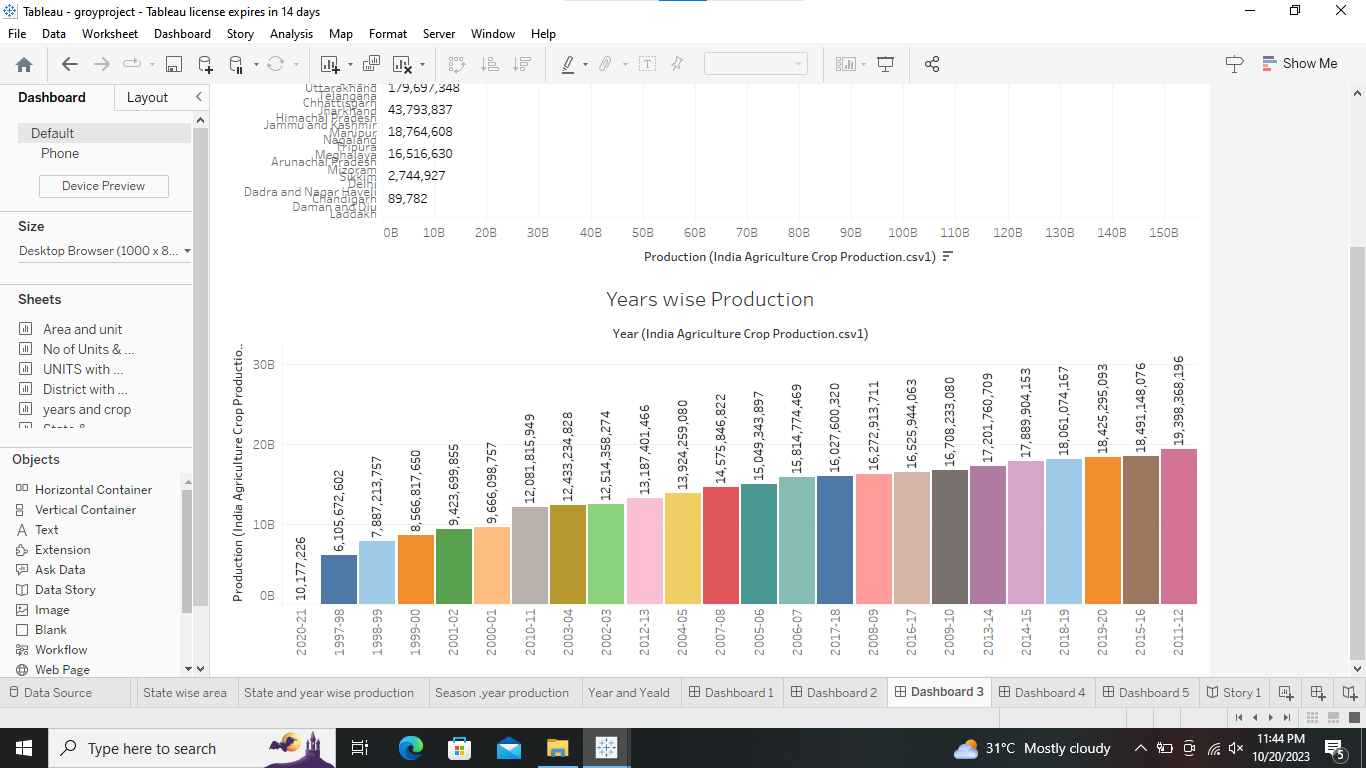 Tableau - groyproject - Tableau license expires in 14 days
File Data Worksheet Dashboard Story Analysis Map Format Server Window Help
Show Me
Dashboard Layout
Default
Phone
Device Preview
Size
Desktop Browser (1000 x 8...
Sheets
Area and unit
No of Units & ...
UNITS with ...
District with ...
years and crop
Objects
Horizontal Container
Vertical Container
Text
Extension
Ask Data
Data Story
Image
Blank
Workflow
Web Page
Uttarakhand 179,697,348
Telangana
Chhattisgarh
Jharkhand 43,793,837
Himachal Pradesh
Jammu and Kashmir
Manipur 18,764,608
Nagaland
Tripura
Meghalaya 16,516,630
Arunachal Pradesh
Mizoram
Sikkim 2,744,927
Delhi
Dadra and Nagar Haveli
Chandigarh 89,782
Daman and Diu
Laddakh
0B 10B 20B 30B 40B 50B 60B 70B 80B 90B 100B 110B 120B 130B 140B 150B
Production (India Agriculture Crop Production.csv1)
Years wise Production
Year (India Agriculture Crop Production.csv1)
Production (India Agriculture Crop Productio..
30B
20B
10B
0B
10,177,226
6,105,672,602
7,887,213,757
8,566,817,650
9,423,699,855
9,666,098,757
12,081,815,949
12,433,234,828
12,514,358,274
13,187,401,466
13,924,259,080
14,575,846,822
15,049,343,897
15,814,774,469
16,027,600,320
16,272,913,711
16,525,944,063
16,708,233,080
17,201,760,709
17,889,904,153
18,061,074,167
18,425,295,093
18,491,148,076
19,398,368,196
2020-21
1997-98
1998-99
1999-00
2001-02
2000-01
2010-11
2003-04
2002-03
2012-13
2004-05
2007-08
2005-06
2006-07
2017-18
2008-09
2016-17
2009-10
2013-14
2014-15
2018-19
2019-20
2015-16
2011-12
Data Source State wise area State and year wise production Season ,year production Year and Yeald Dashboard 1 Dashboard 2 Dashboard 3 Dashboard 4 Dashboard 5 Story 1
Type here to search
31°C Mostly cloudy
11:44 PM
10/20/2023
5